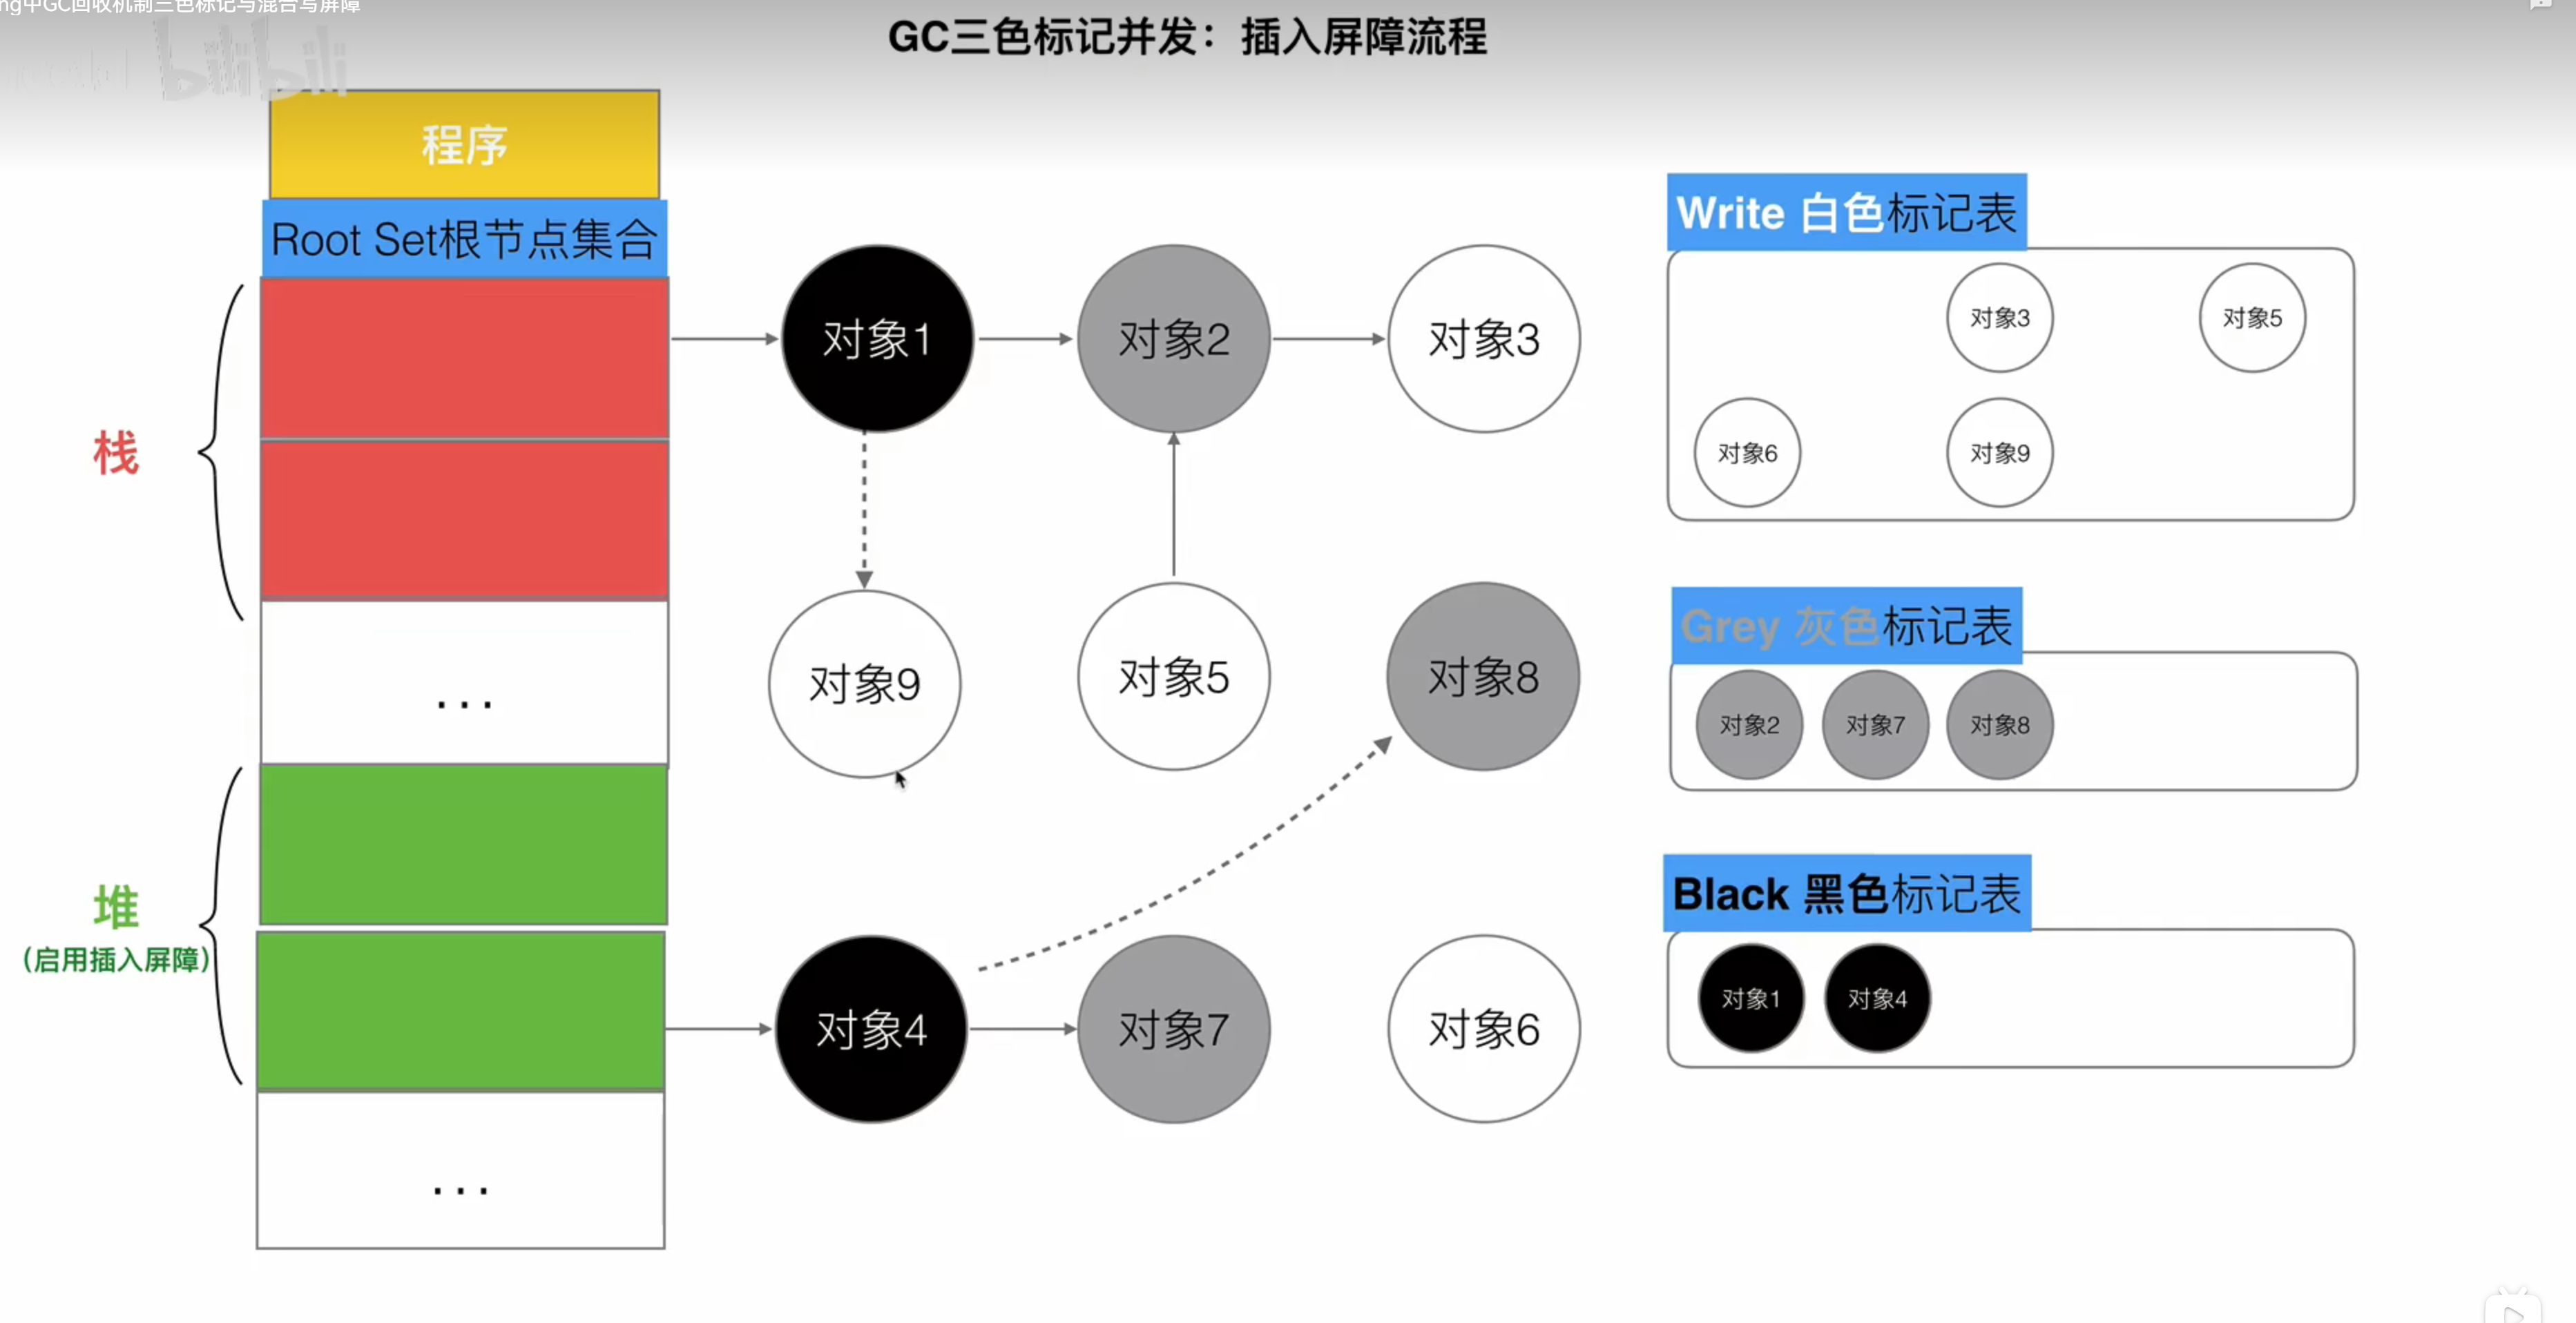 ng中GC回收机制三色标记与混合写屏障
bilibili
GC三色标记并发：插入屏障流程
程序
Root Set根节点集合
栈
...
堆
（启用插入屏障）
...
对象1
对象2
对象3
对象9
对象5
对象8
对象4
对象7
对象6
Write 白色标记表
对象3
对象5
对象6
对象9
Grey 灰色标记表
对象2
对象7
对象8
Black 黑色标记表
对象1
对象4